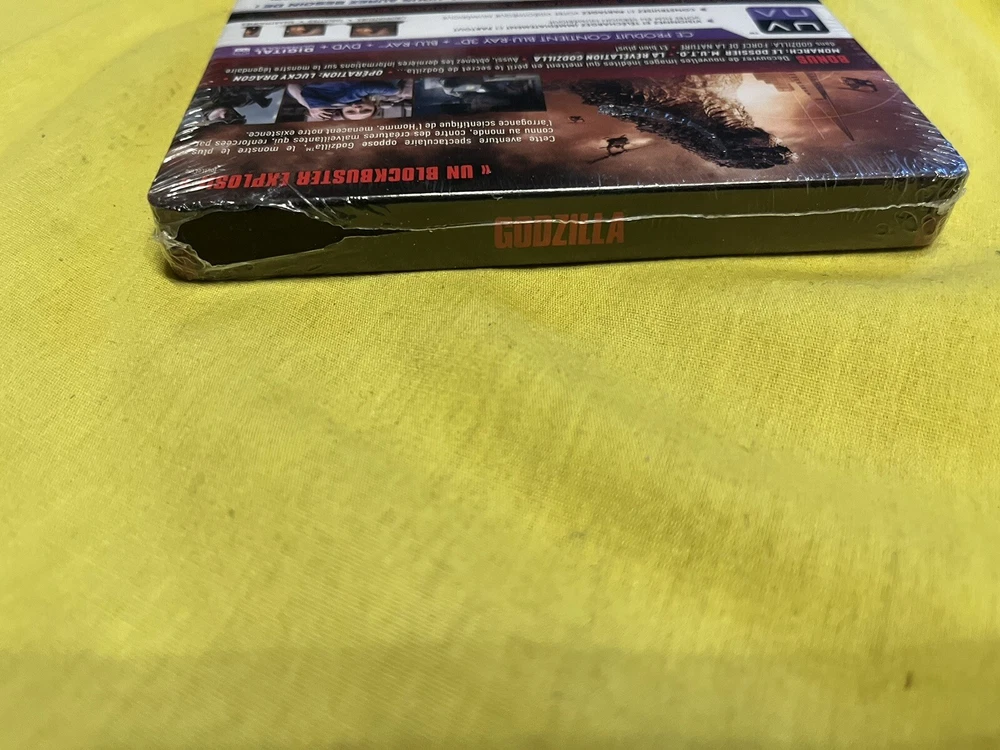 GODZILLA
« UN BLOCKBUSTER EXPLOS
Cette aventure spectaculaire oppose Godzilla™, le monstre le plus
connu au monde, contre des créatures malveillantes qui, renforcées par
l'arrogance scientifique de l'Homme, menacent notre existence.
BONUS
Découvrez de nouvelles images inédites qui mettent en péril le secret de Godzilla... OPÉRATION: LUCKY DRAGON
MONARCH: LE DOSSIER M.U.T.O. - LA RÉVÉLATION GODZILLA - Aussi, obtenez les dernières informations sur le monstre légendaire
dans GODZILLA: FORCE DE LA NATURE. Et bien plus!
CE PRODUIT CONTIENT BLU-RAY 3D™ + BLU-RAY + DVD + DIGITAL
UV